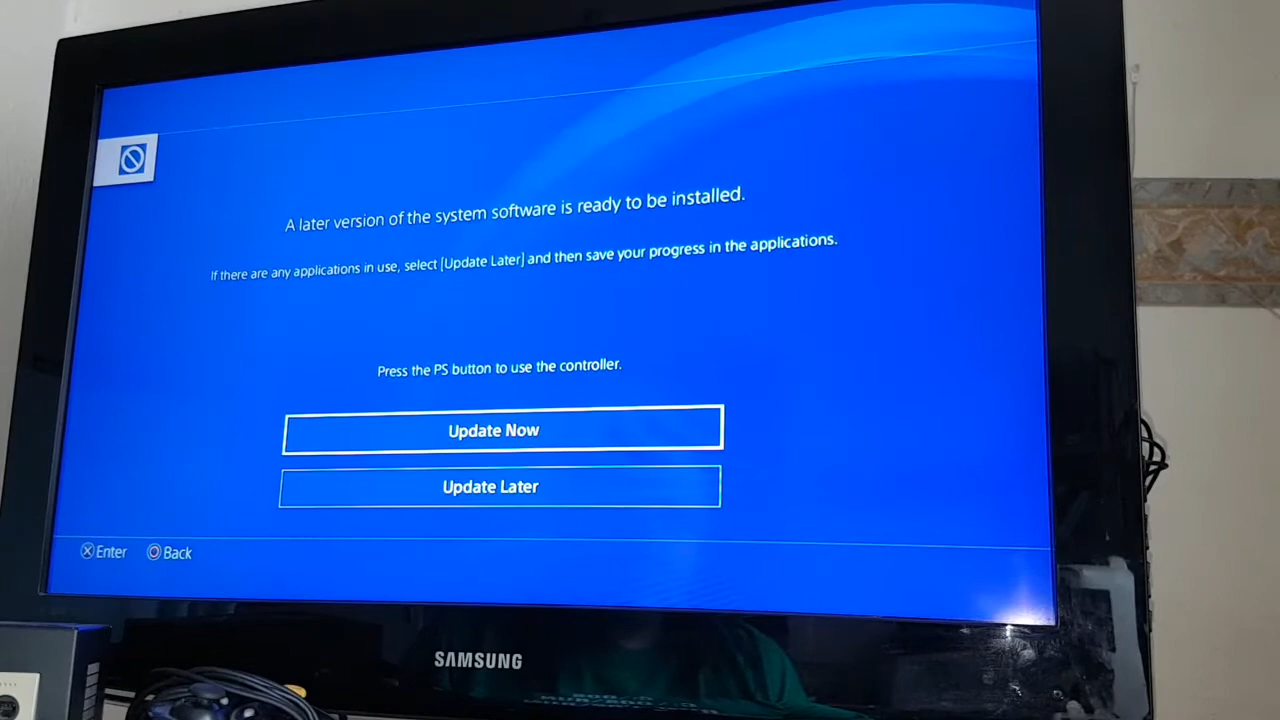 A later version of the system software is ready to be installed.
If there are any applications in use, select [Update Later] and then save your progress in the applications.
Press the PS button to use the controller.
Update Now
Update Later
Enter Back
SAMSUNG